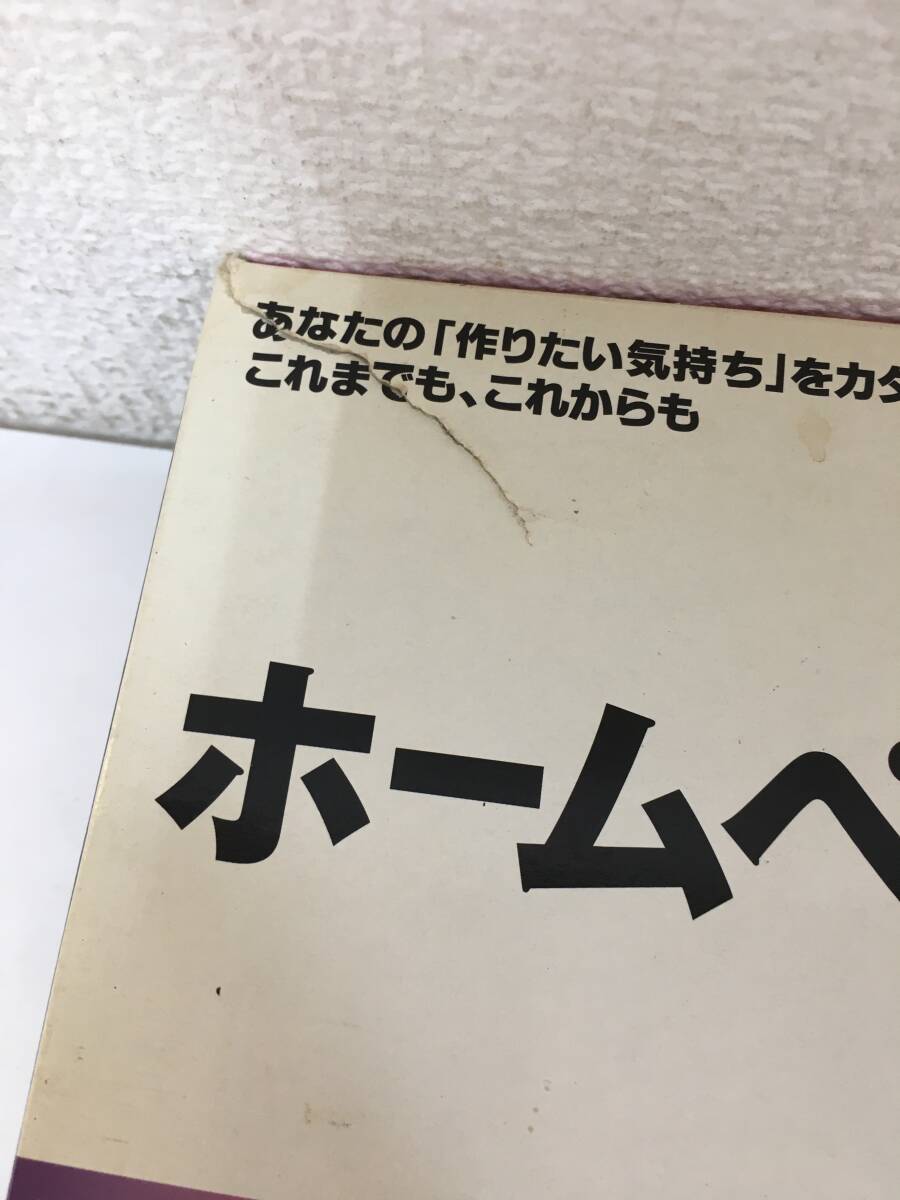 あなたの「作りたい気持ち」をカタ
これまでも、これからも
ホームペ